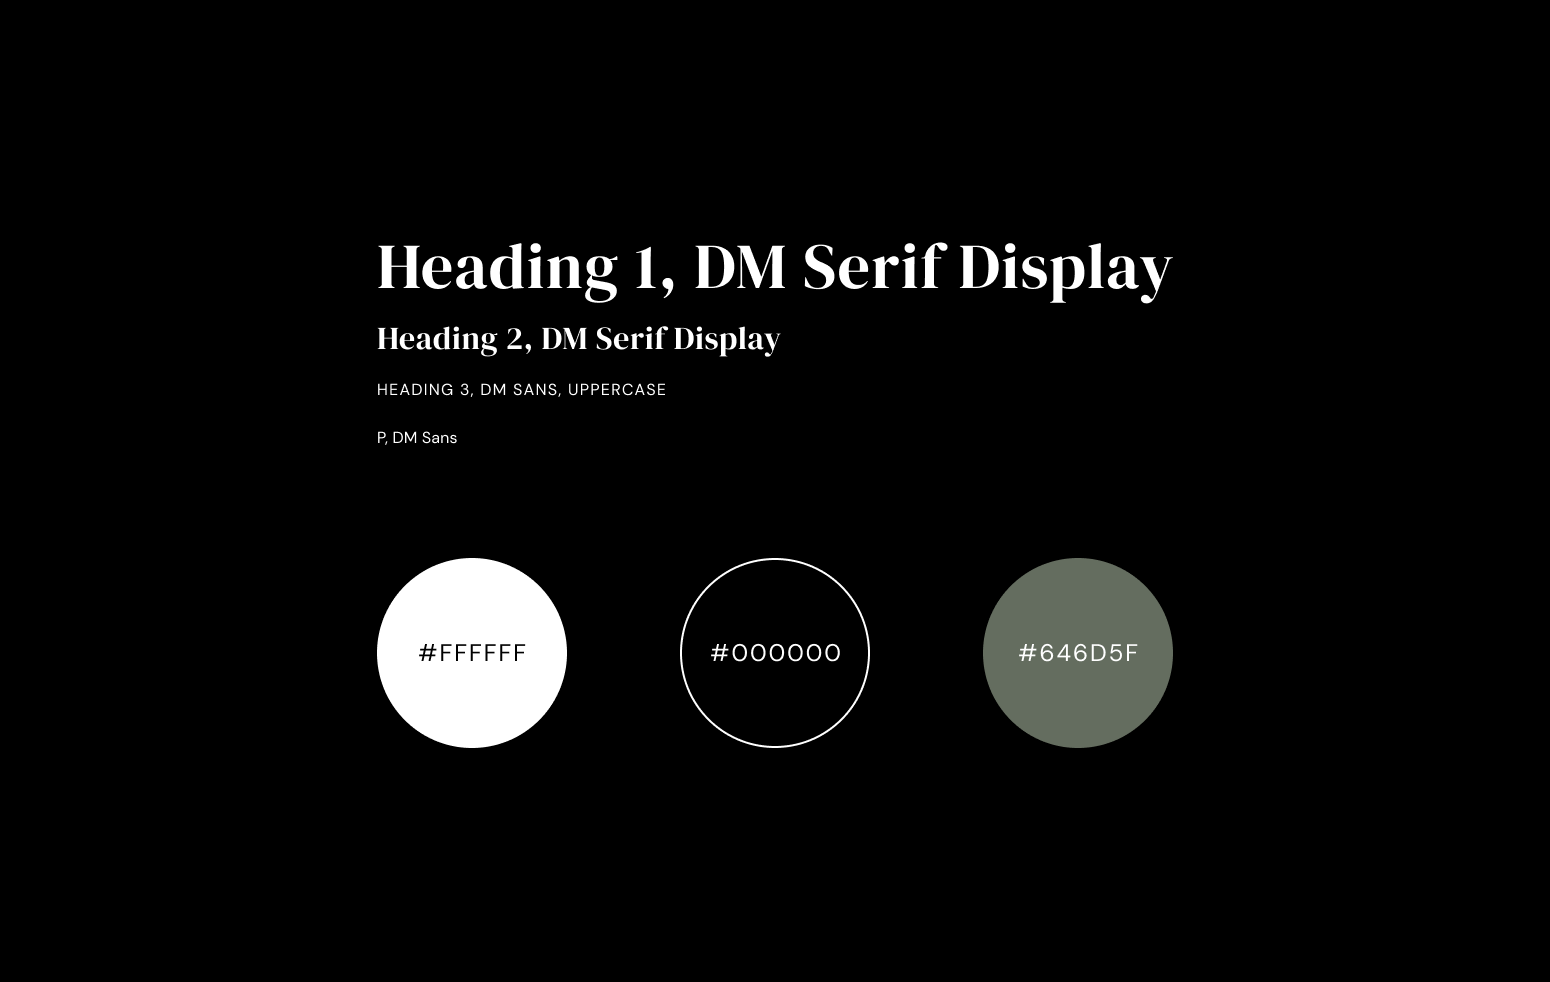 Heading 1, DM Serif Display
Heading 2, DM Serif Display
HEADING 3, DM SANS, UPPERCASE
P, DM Sans
#FFFFFF
#000000
#646D5F